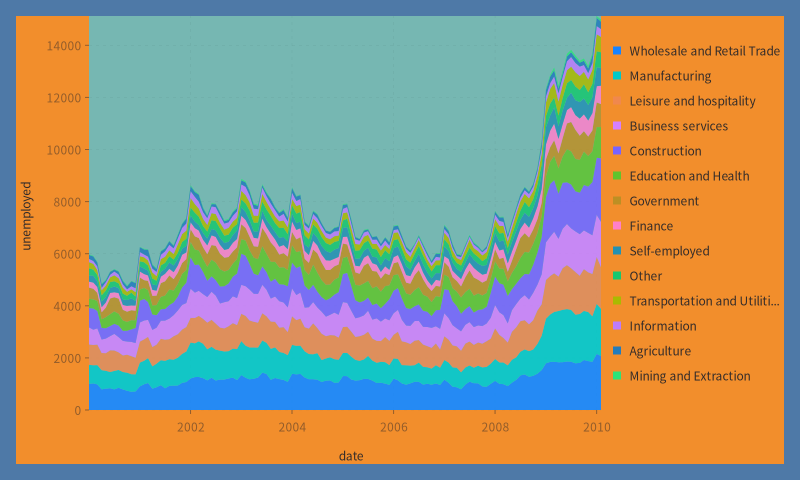 14000
12000
10000
8000
6000
4000
2000
0
unemployed
2002
2004
2006
2008
2010
date
Wholesale and Retail Trade
Manufacturing
Leisure and hospitality
Business services
Construction
Education and Health
Government
Finance
Self-employed
Other
Transportation and Utiliti...
Information
Agriculture
Mining and Extraction